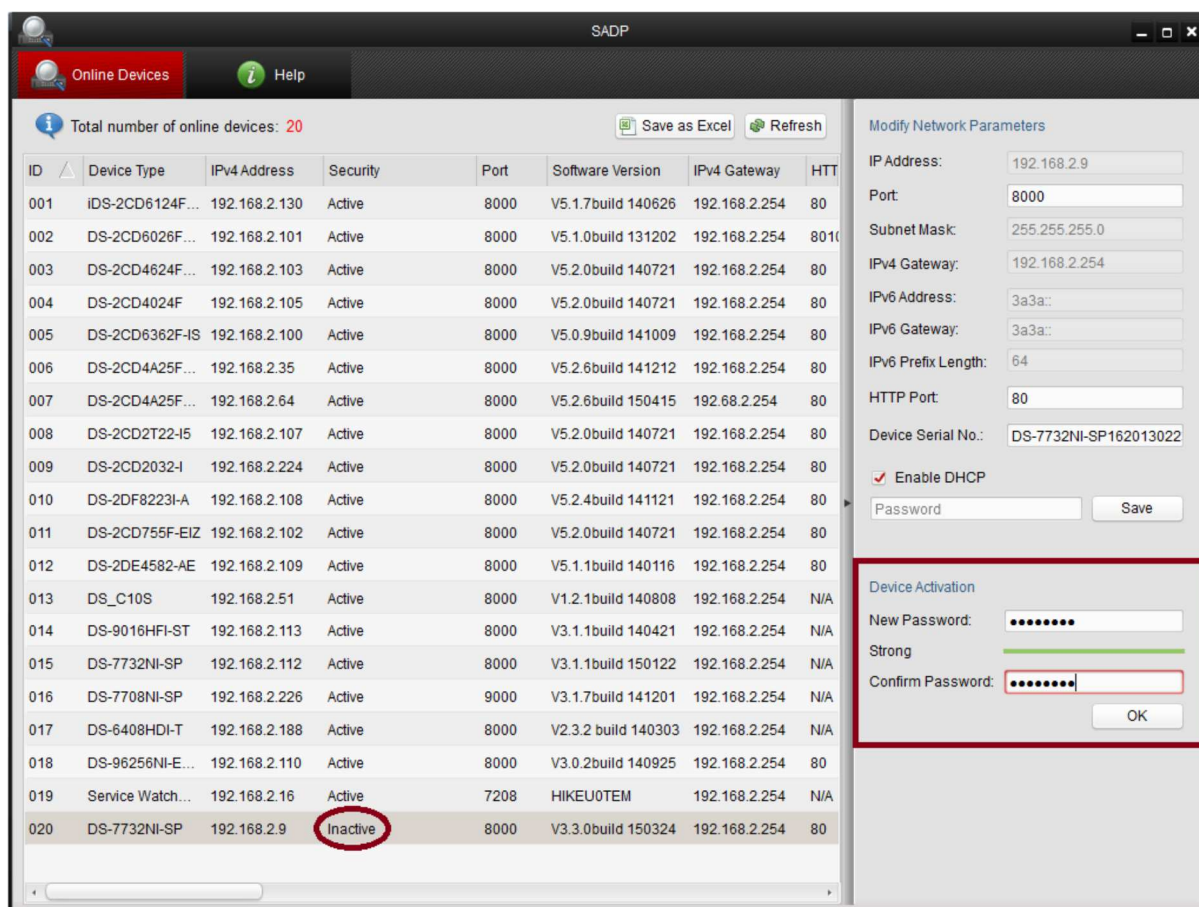 SADP
Online Devices Help
Total number of online devices: 20 Save as Excel Refresh
ID Device Type IPv4 Address Security Port Software Version IPv4 Gateway HTT
001 iDS-2CD6124F... 192.168.2.130 Active 8000 V5.1.7build 140626 192.168.2.254 80
002 DS-2CD6026F... 192.168.2.101 Active 8000 V5.1.0build 131202 192.168.2.254 8010
003 DS-2CD4624F... 192.168.2.103 Active 8000 V5.2.0build 140721 192.168.2.254 80
004 DS-2CD4024F 192.168.2.105 Active 8000 V5.2.0build 140721 192.168.2.254 80
005 DS-2CD6362F-IS 192.168.2.100 Active 8000 V5.0.9build 141009 192.168.2.254 80
006 DS-2CD4A25F... 192.168.2.35 Active 8000 V5.2.6build 141212 192.168.2.254 80
007 DS-2CD4A25F... 192.168.2.64 Active 8000 V5.2.6build 150415 192.68.2.254 80
008 DS-2CD2T22-I5 192.168.2.107 Active 8000 V5.2.0build 140721 192.168.2.254 80
009 DS-2CD2032-I 192.168.2.224 Active 8000 V5.2.0build 140721 192.168.2.254 80
010 DS-2DF8223I-A 192.168.2.108 Active 8000 V5.2.4build 141121 192.168.2.254 80
011 DS-2CD755F-EIZ 192.168.2.102 Active 8000 V5.2.0build 140721 192.168.2.254 80
012 DS-2DE4582-AE 192.168.2.109 Active 8000 V5.1.1build 140116 192.168.2.254 80
013 DS_C10S 192.168.2.51 Active 8000 V1.2.1build 140808 192.168.2.254 N/A
014 DS-9016HFI-ST 192.168.2.113 Active 8000 V3.1.1build 140421 192.168.2.254 N/A
015 DS-7732NI-SP 192.168.2.112 Active 8000 V3.1.1build 150122 192.168.2.254 N/A
016 DS-7708NI-SP 192.168.2.226 Active 9000 V3.1.7build 141201 192.168.2.254 N/A
017 DS-6408HDI-T 192.168.2.188 Active 8000 V2.3.2 build 140303 192.168.2.254 N/A
018 DS-96256NI-E... 192.168.2.110 Active 8000 V3.0.2build 140925 192.168.2.254 80
019 Service Watch... 192.168.2.16 Active 7208 HIKEU0TEM 192.168.2.254 N/A
020 DS-7732NI-SP 192.168.2.9 Inactive 8000 V3.3.0build 150324 192.168.2.254 80
Modify Network Parameters
IP Address: 192.168.2.9
Port: 8000
Subnet Mask: 255.255.255.0
IPv4 Gateway: 192.168.2.254
IPv6 Address: 3a3a::
IPv6 Gateway: 3a3a::
IPv6 Prefix Length: 64
HTTP Port: 80
Device Serial No.: DS-7732NI-SP162013022
Enable DHCP
Password Save
Device Activation
New Password: ●●●●●●●●
Strong
Confirm Password: ●●●●●●●●
OK